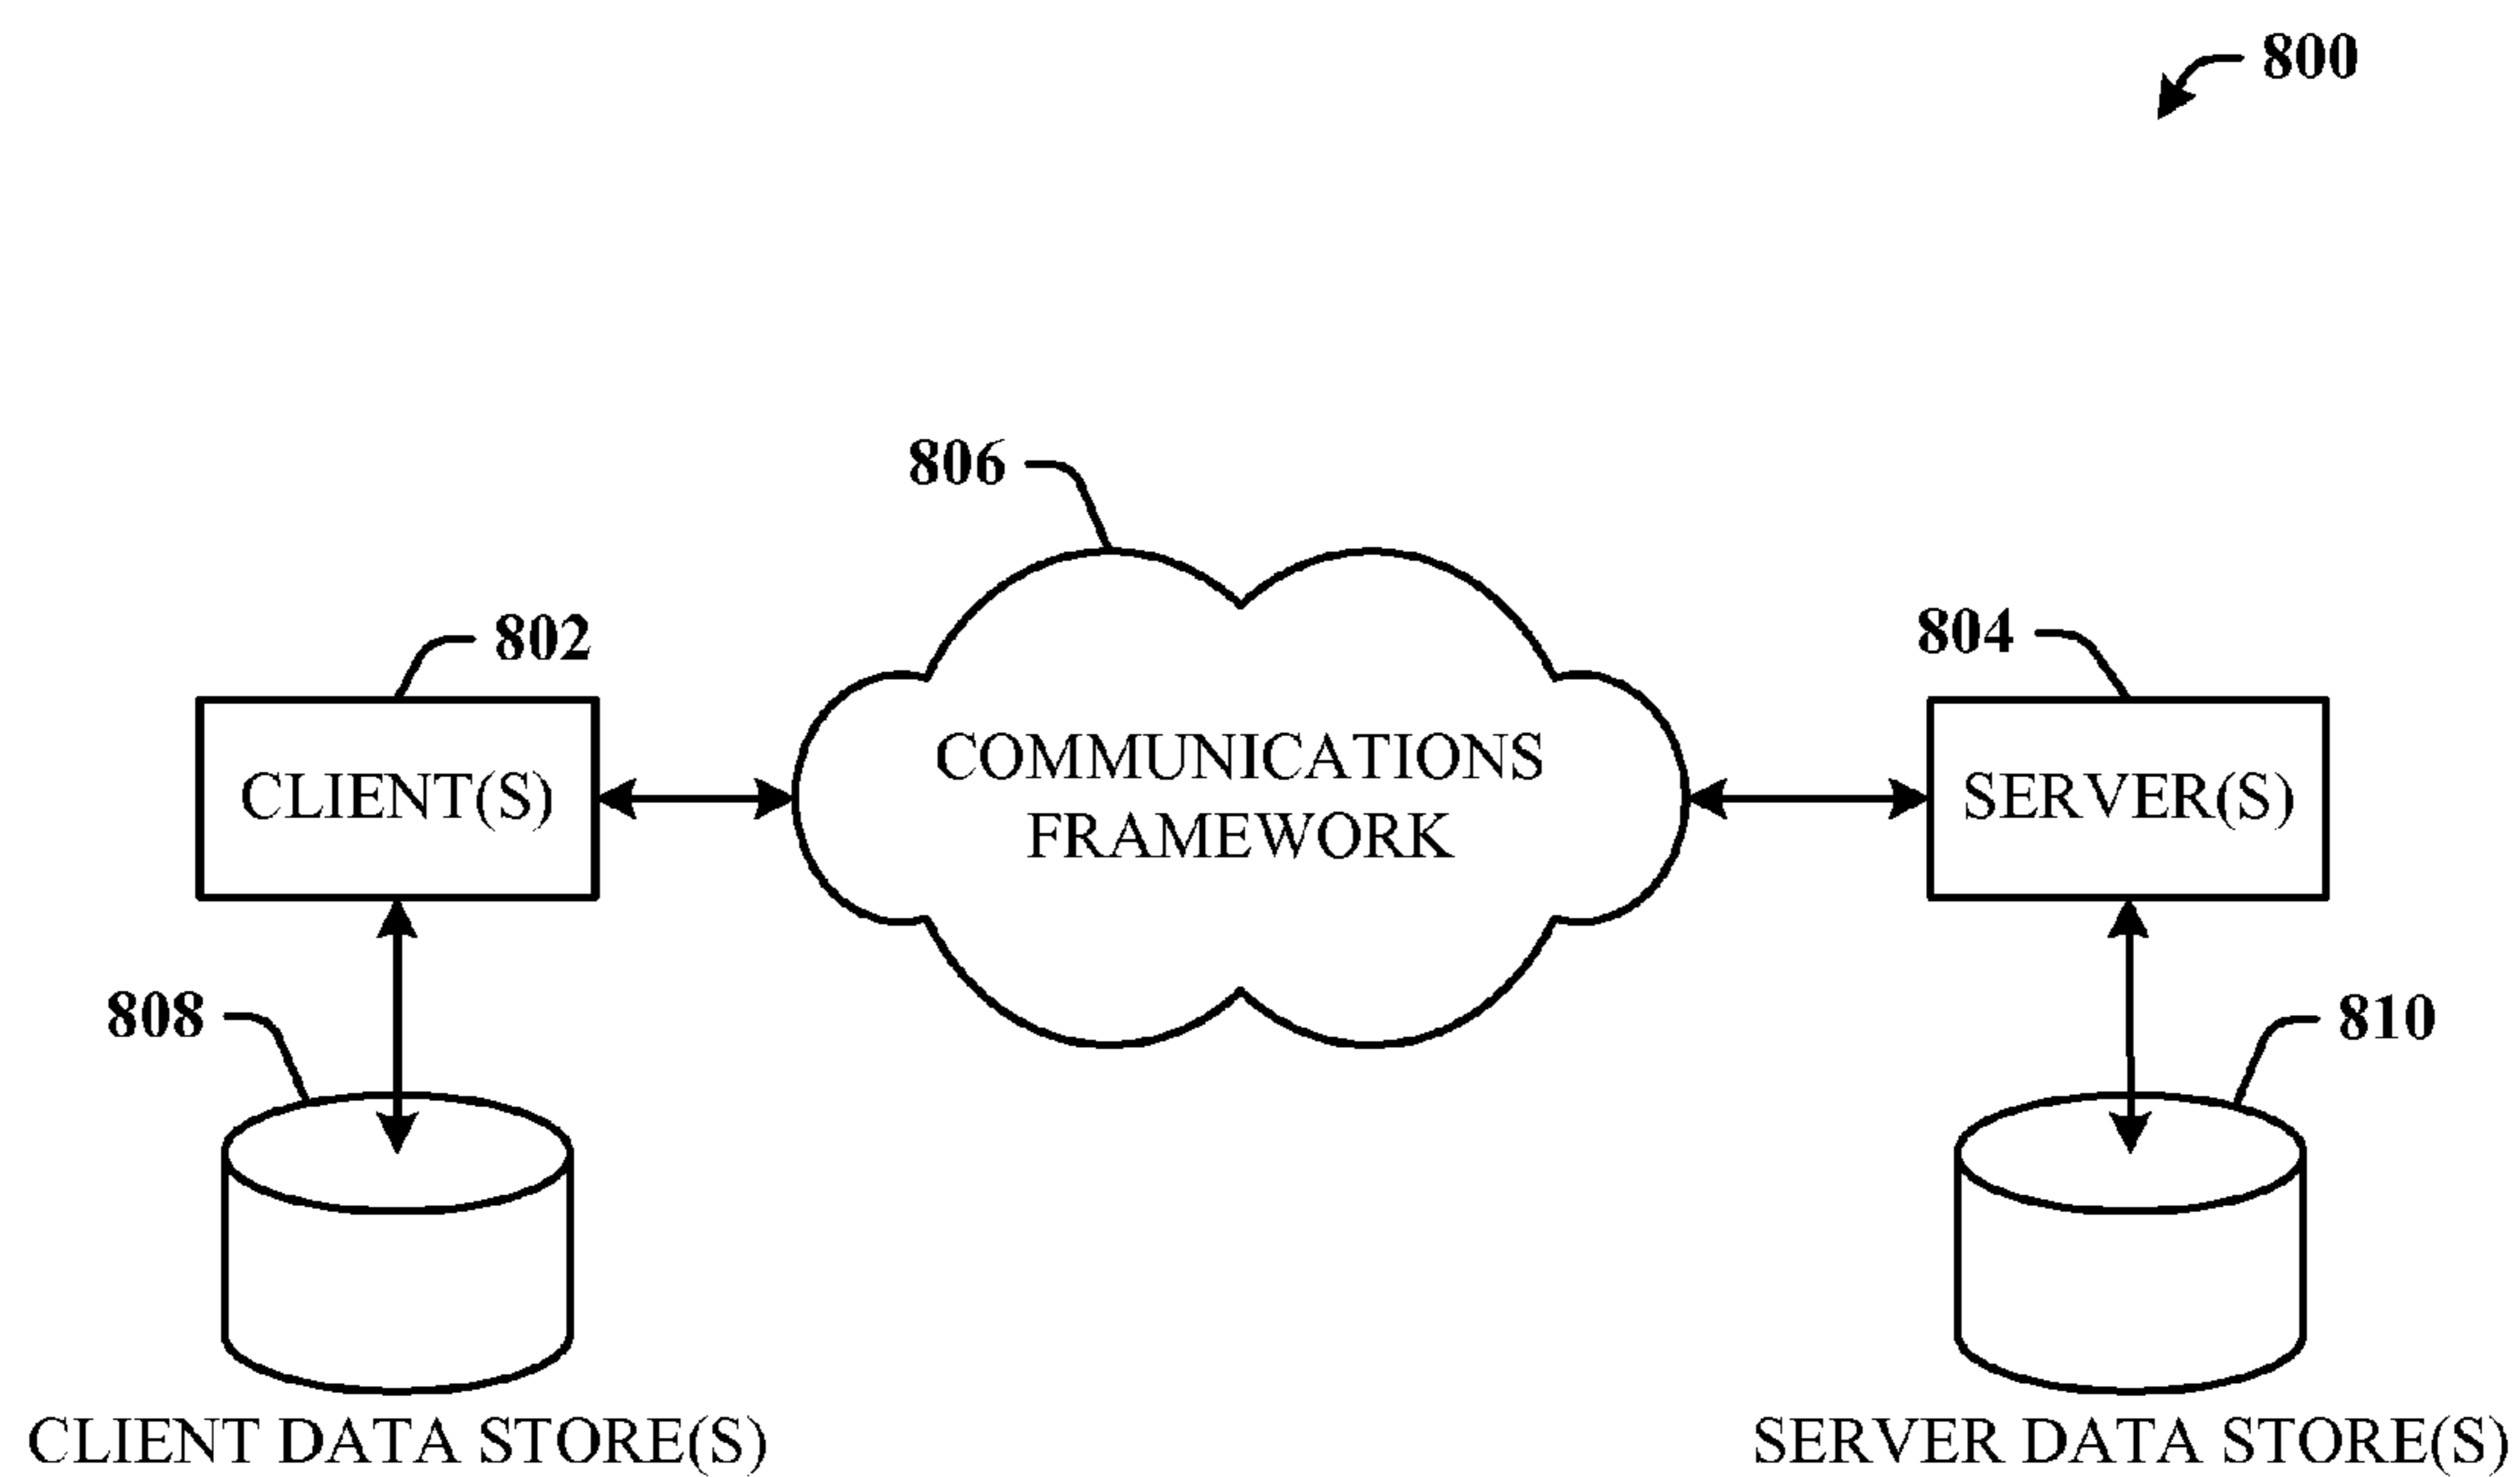 800
806
802
804
COMMUNICATIONS
FRAMEWORK
CLIENT(S)
SERVER(S)
808
810
CLIENT DATA STORE(S)
SERVER DATA STORE(S)